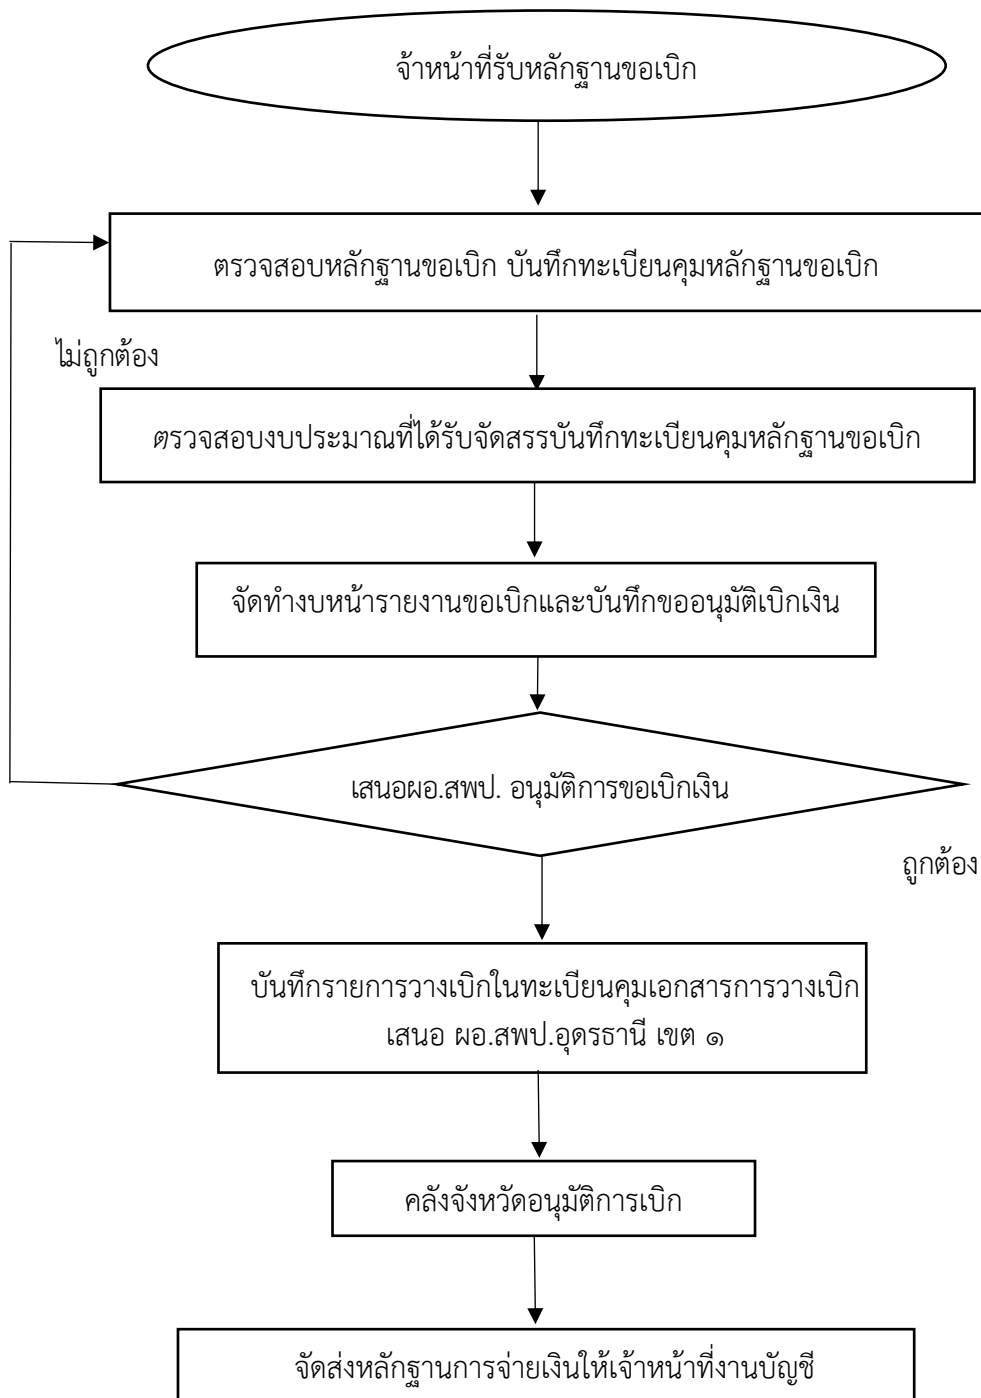 จ้าหน้าที่รับหลักฐานขอเบิก
ตรวจสอบหลักฐานขอเบิก บันทึกทะเบียนคุมหลักฐานขอเบิก
ไม่ถูกต้อง
ตรวจสอบงบประมาณที่ได้รับจัดสรรบันทึกทะเบียนคุมหลักฐานขอเบิก
จัดทำงบหน้ารายงานขอเบิกและบันทึกขออนุมัติเบิกเงิน
เสนอผอ.สพป. อนุมัติการขอเบิกเงิน
ถูกต้อง
บันทึกรายการวางเบิกในทะเบียนคุมเอกสารการวางเบิก
เสนอ ผอ.สพป.อุดรธานี เขต ๑
คลังจังหวัดอนุมัติการเบิก
จัดส่งหลักฐานการจ่ายเงินให้เจ้าหน้าที่งานบัญชี